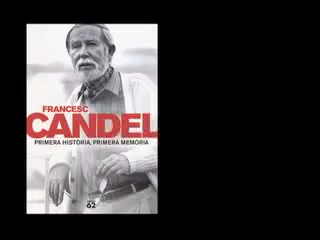 FRANCESC
CANDEL
PRIMERA HISTÒRIA, PRIMERA MEMÒRIA
62